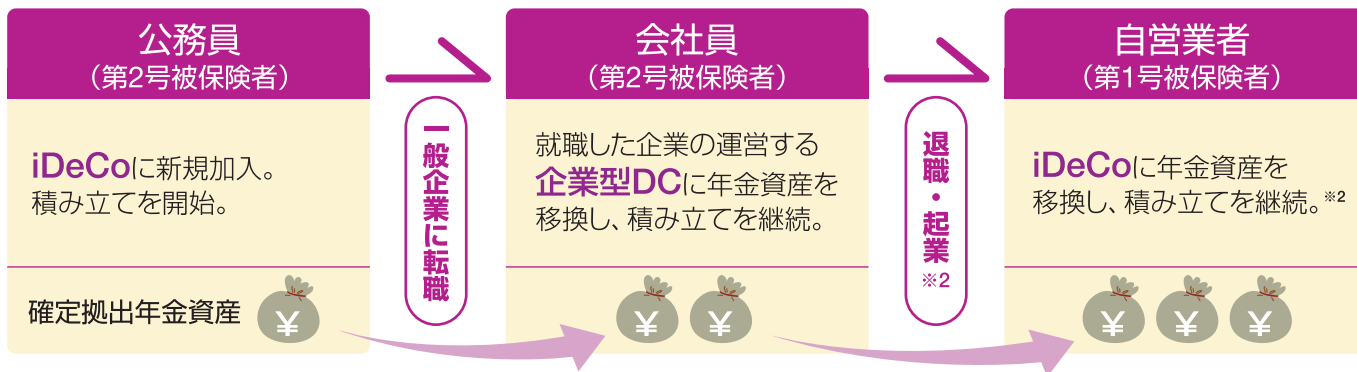 公務員
（第2号被保険者）
iDeCoに新規加入。
積み立てを開始。
確定拠出年金資産
¥
一般企業に転職
会社員
（第2号被保険者）
就職した企業の運営する
企業型DCに年金資産を
移換し、積み立てを継続。
¥ ¥
退職・起業
※2
自営業者
（第1号被保険者）
iDeCoに年金資産を
移換し、積み立てを継続。※2
¥ ¥ ¥